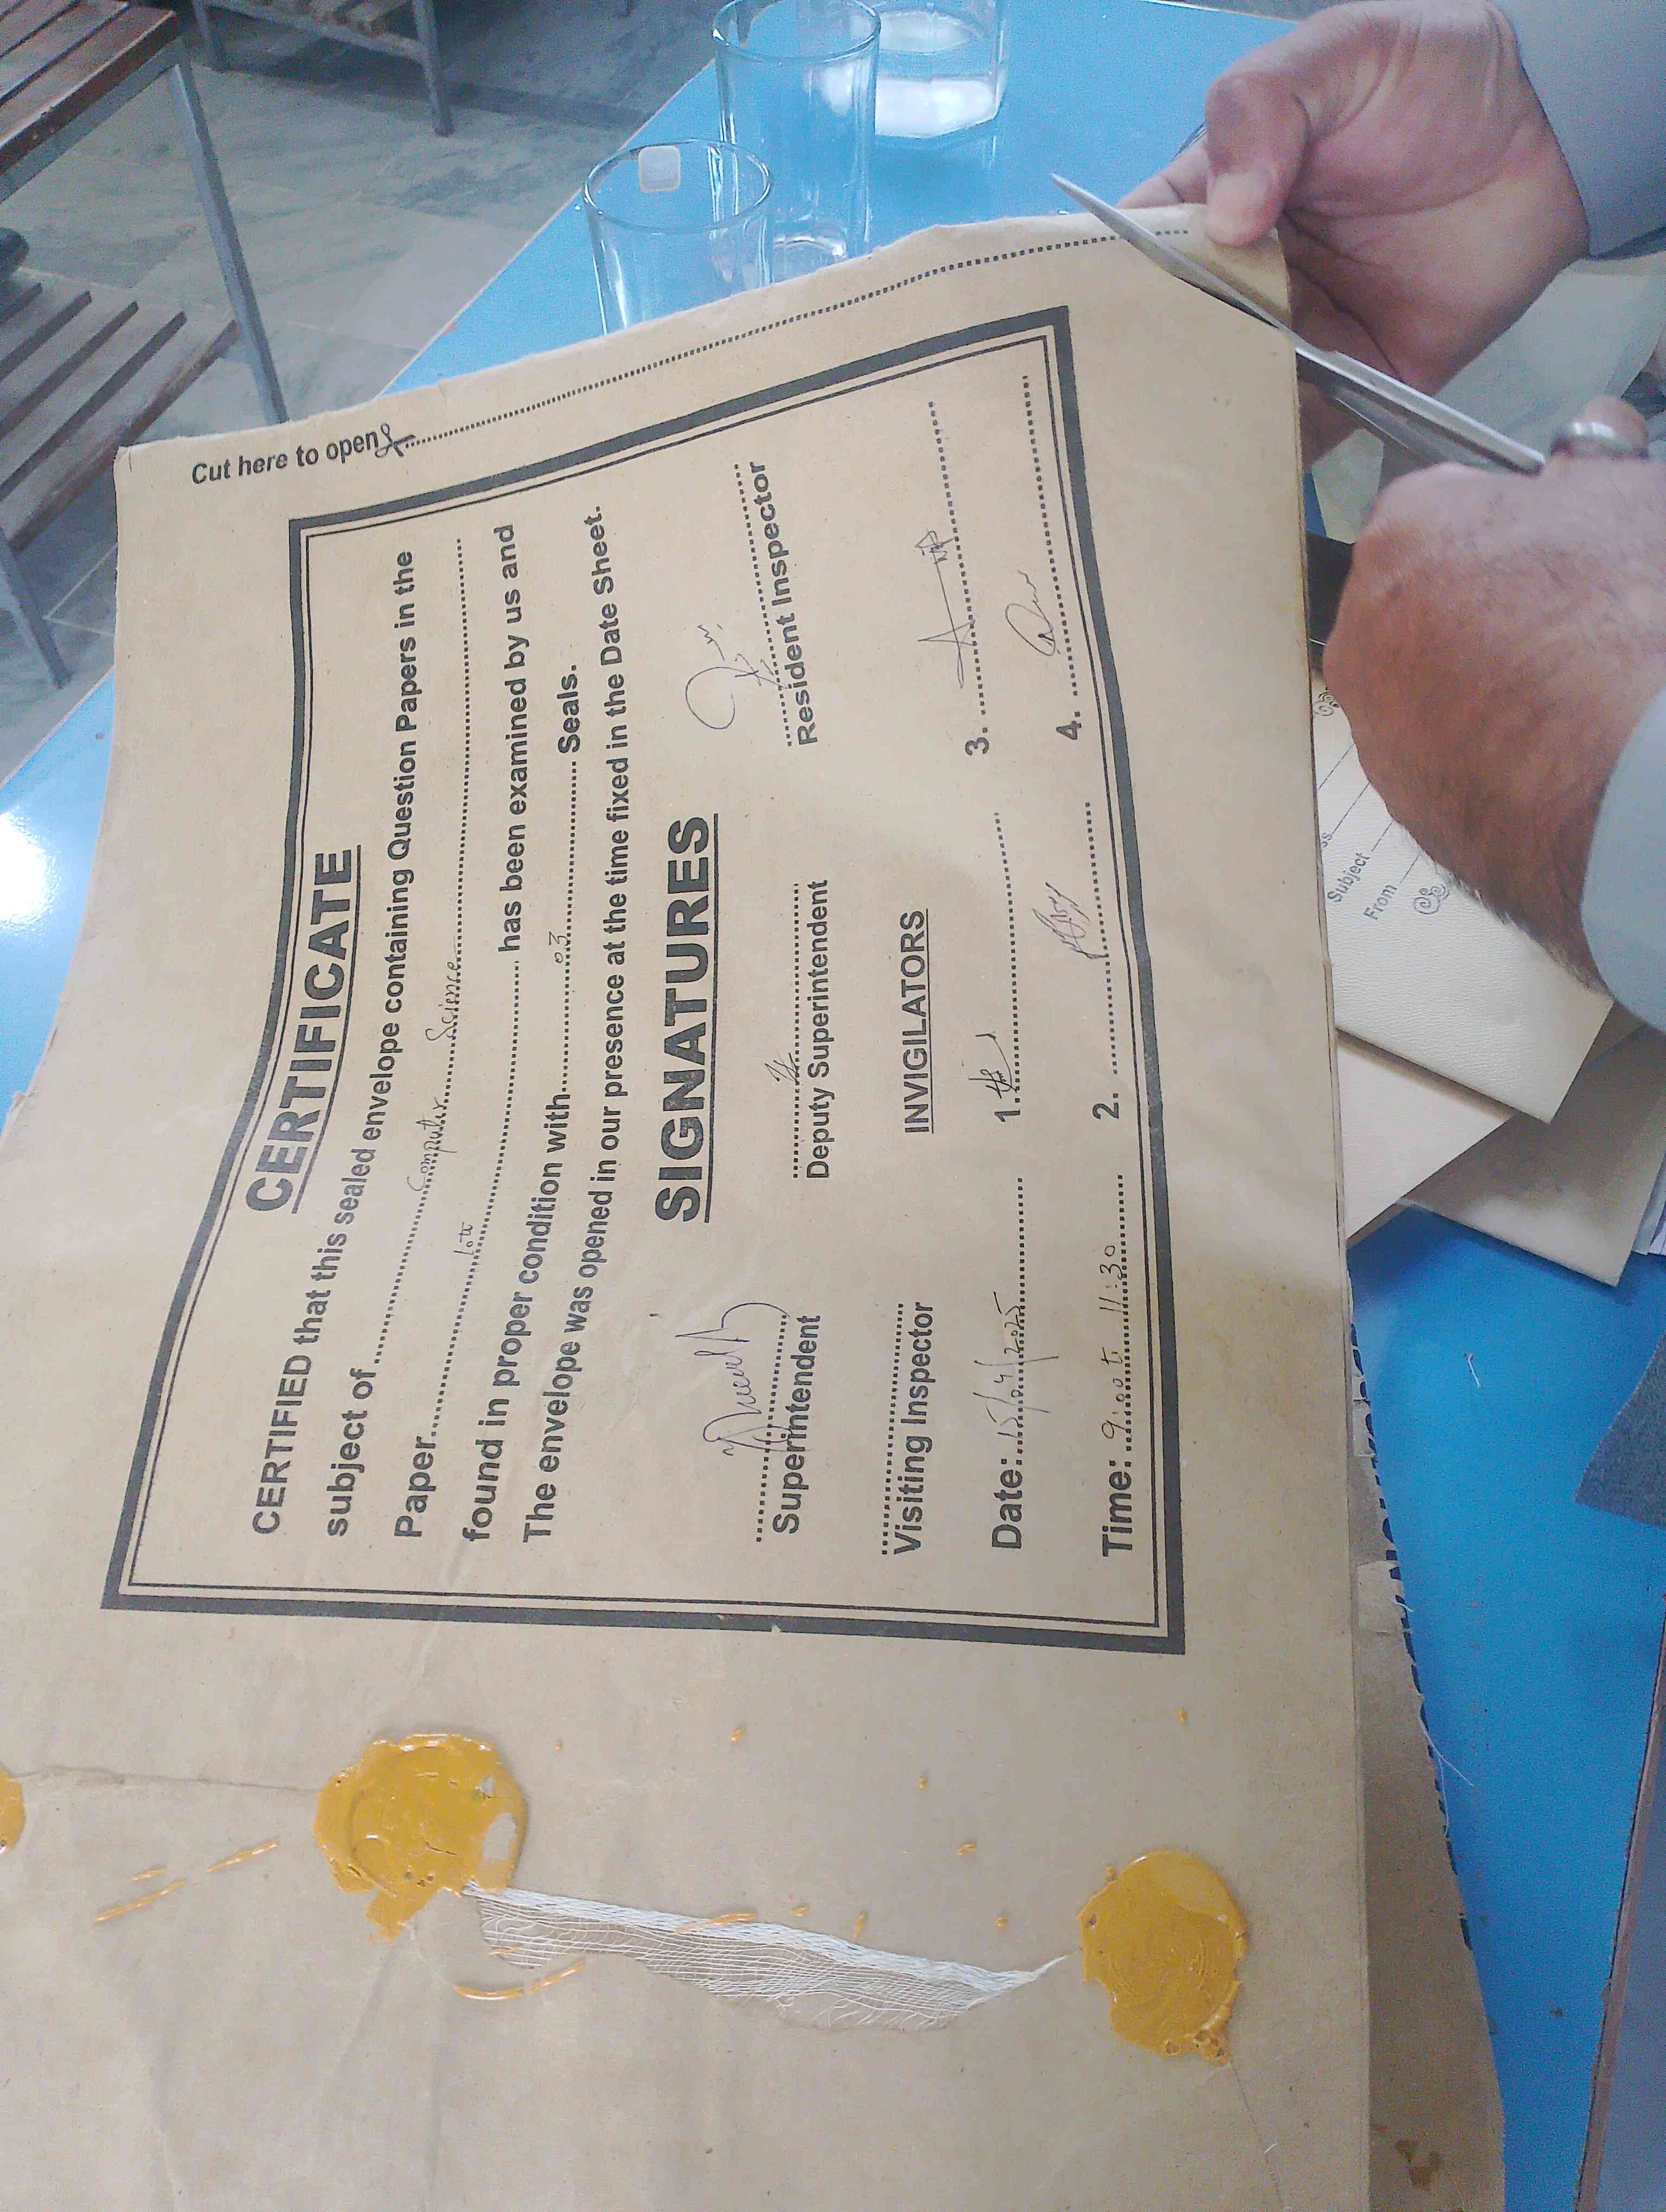 Cut here to open
CERTIFICATE
CERTIFIED that this sealed envelope containing Question Papers in the
subject of Computer Science
Paper 10th has been examined by us and
found in proper condition with 03 Seals.
The envelope was opened in our presence at the time fixed in the Date Sheet.
SIGNATURES
Superintendent Deputy Superintendent Resident Inspector
Visiting Inspector INVIGILATORS
Date: 15/04/2025 1. 3.
Time: 9:00 to 11:30 2. 4.
Subject
From